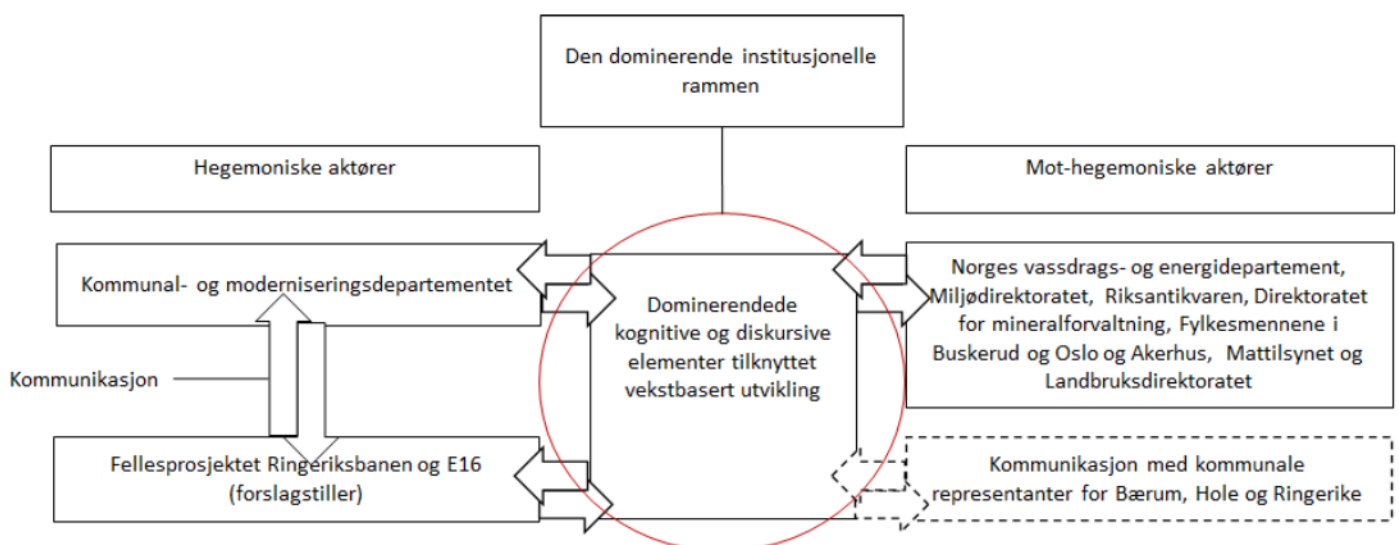 Den dominerende institusjonelle
rammen
Hegemoniske aktører
Mot-hegemoniske aktører
Kommunal- og moderniseringsdepartementet
Kommunikasjon
Fellesprosjektet Ringeriksbanen og E16
(forslagstiller)
Dominerendede
kognitive og diskursive
elementer tilknyttet
vekstbasert utvikling
Norges vassdrags- og energidepartement,
Miljødirektoratet, Riksantikvaren, Direktoratet
for mineralforvaltning, Fylkesmennene i
Buskerud og Oslo og Akerhus, Mattilsynet og
Landbruksdirektoratet
Kommunikasjon med kommunale
representanter for Bærum, Hole og Ringerike